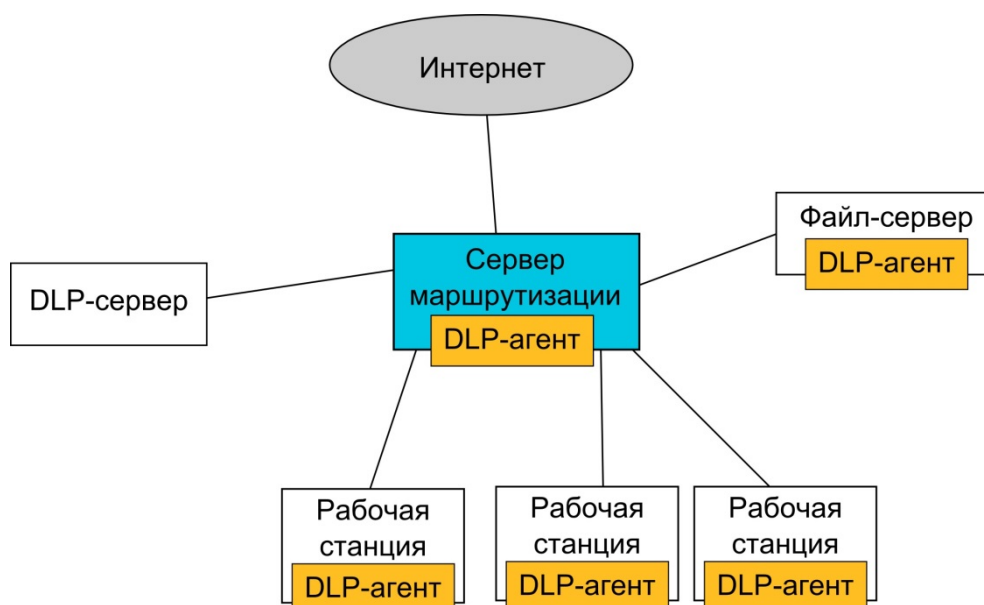 Интернет
Файл-сервер
DLP-агент
Сервер
маршрутизации
DLP-агент
DLP-сервер
Рабочая
станция
DLP-агент
Рабочая
станция
DLP-агент
Рабочая
станция
DLP-агент